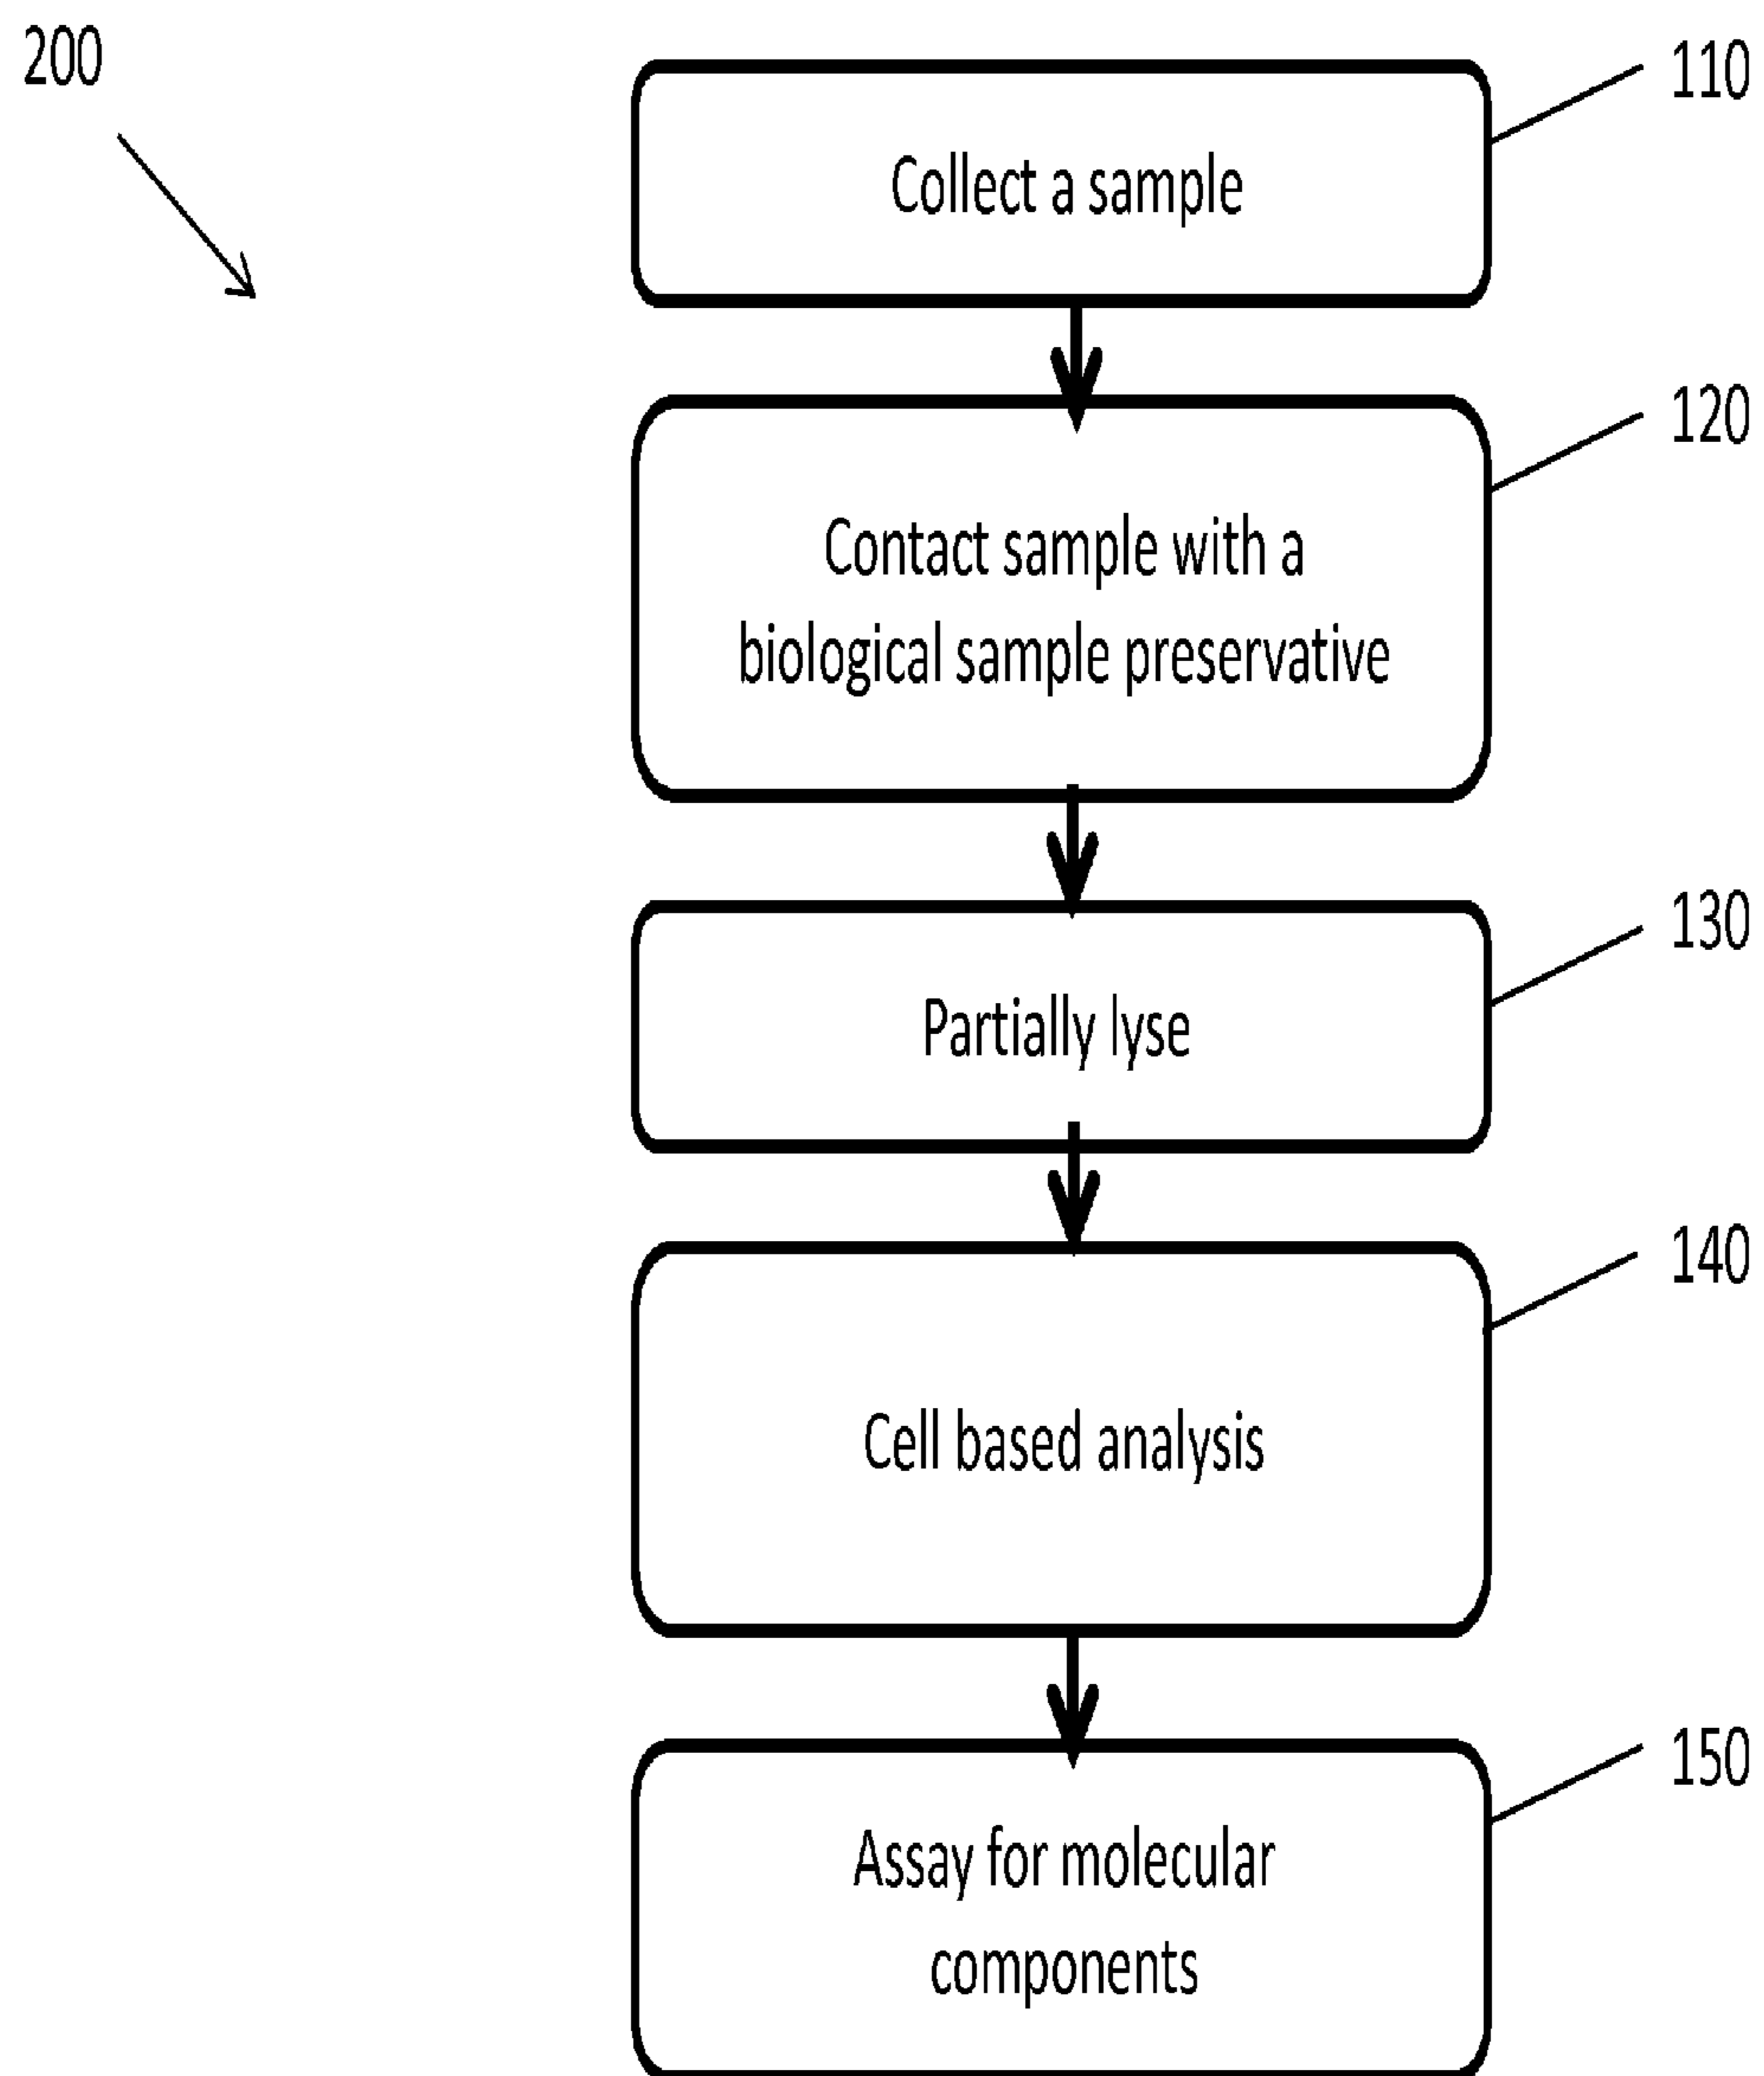 200
110
Collect a sample
120
Contact sample with a
biological sample preservative
130
Partially lyse
140
Cell based analysis
150
Assay for molecular
components